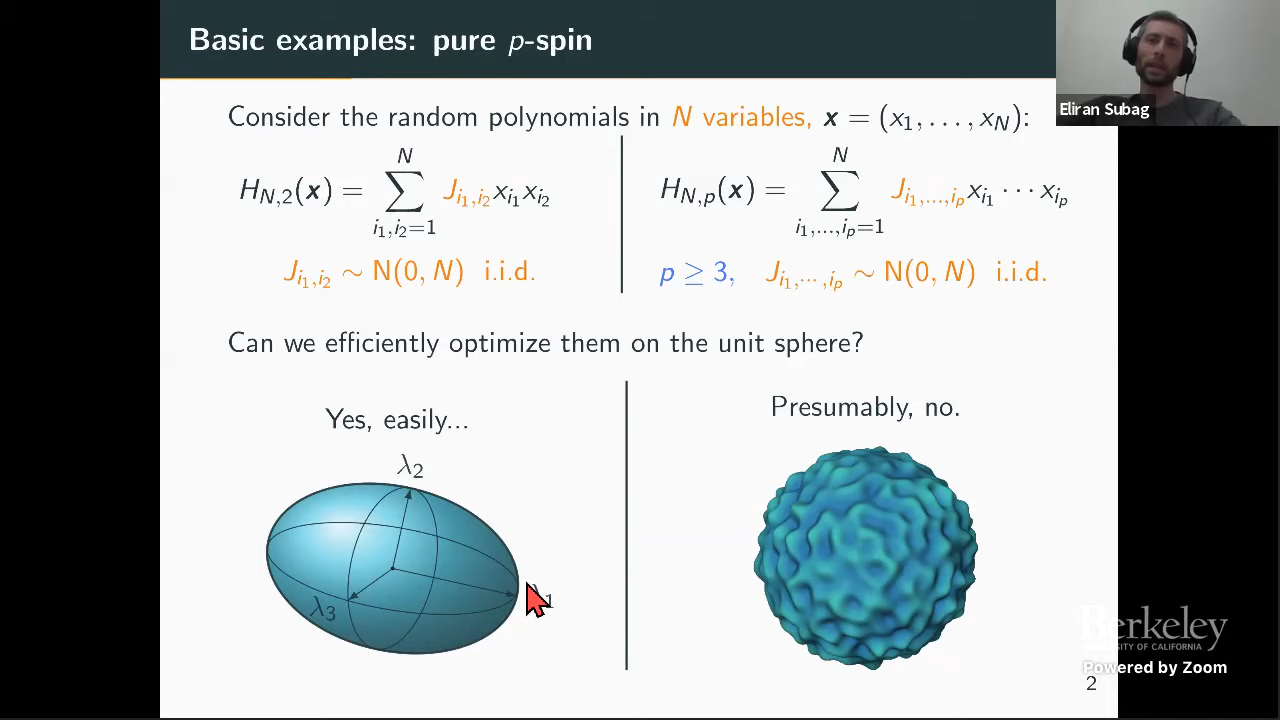 Basic examples: pure p-spin
Eliran Subag
Consider the random polynomials in N variables, x = (x₁, . . . , x_N):
H_{N,2}(x) = ∑_{i₁,i₂=1}^{N} J_{i₁,i₂} x_{i₁} x_{i₂}
J_{i₁,i₂} ∼ N(0, N) i.i.d.
H_{N,p}(x) = ∑_{i₁,...,i_p=1}^{N} J_{i₁,...,i_p} x_{i₁} ··· x_{i_p}
p ≥ 3, J_{i₁,··· ,i_p} ∼ N(0, N) i.i.d.
Can we efficiently optimize them on the unit sphere?
Yes, easily...
λ₂
λ₃
Presumably, no.
Berkeley
OF CALIFORNIA
Powered by Zoom
2